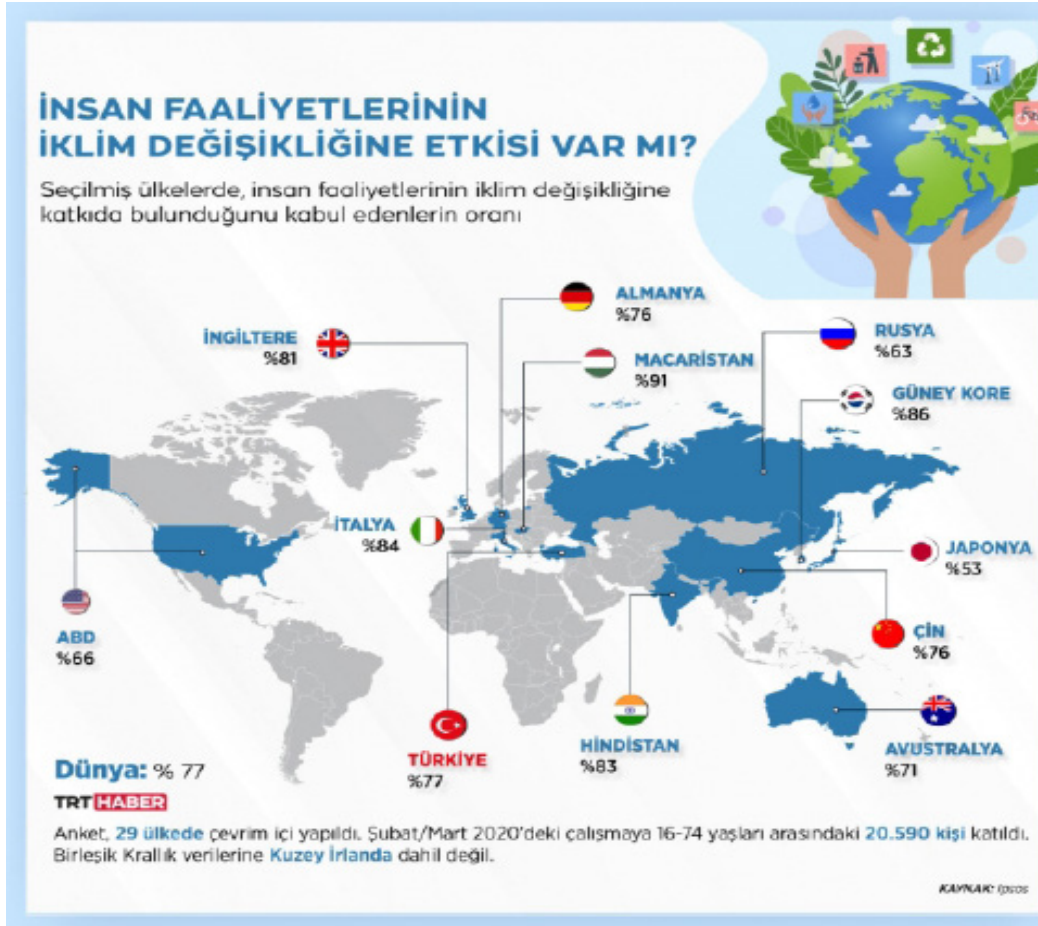 İNSAN FAALİYETLERİNİN
İKLİM DEĞİŞİKLİĞİNE ETKİSİ VAR MI?
Seçilmiş ülkelerde, insan faaliyetlerinin iklim değişikliğine
katkıda bulunduğunu kabul edenlerin oranı
ALMANYA
%76
İNGİLTERE
%81
RUSYA
%63
MACARİSTAN
%91
GÜNEY KORE
%86
İTALYA
%84
JAPONYA
%53
ABD
%66
ÇİN
%76
TÜRKİYE
%77
HİNDİSTAN
%83
AVUSTRALYA
%71
Dünya: % 77
TRT HABER
Anket, 29 ülkede çevrim içi yapıldı. Şubat/Mart 2020'deki çalışmaya 16-74 yaşları arasındaki 20.590 kişi katıldı.
Birleşik Krallık verilerine Kuzey İrlanda dahil değil.
KAYNAK: Ipsos